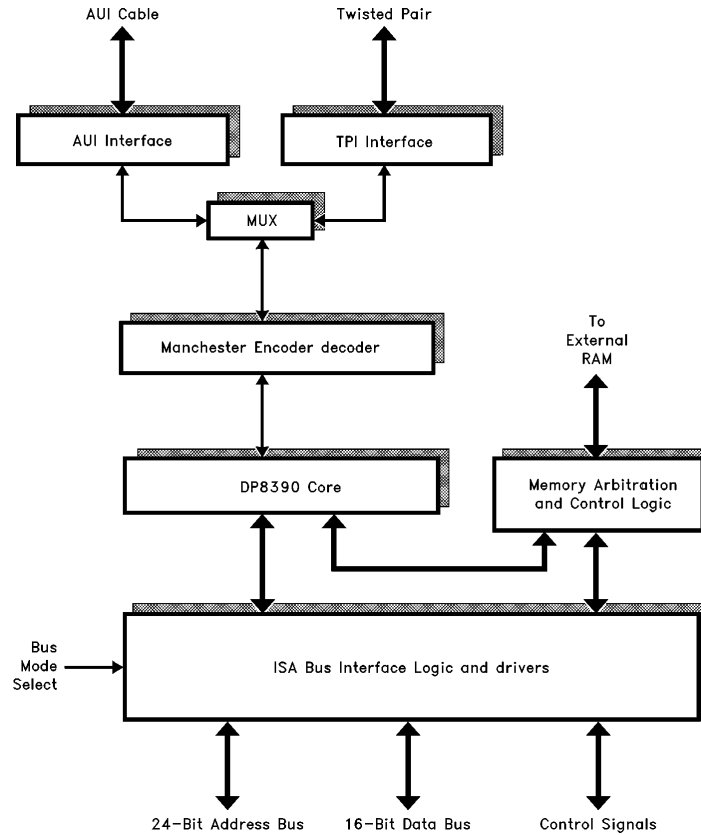 AUI Cable
Twisted Pair
AUI Interface
TPI Interface
MUX
Manchester Encoder decoder
To
External
RAM
DP8390 Core
Memory Arbitration
and Control Logic
Bus
Mode
Select
ISA Bus Interface Logic and drivers
24-Bit Address Bus
16-Bit Data Bus
Control Signals